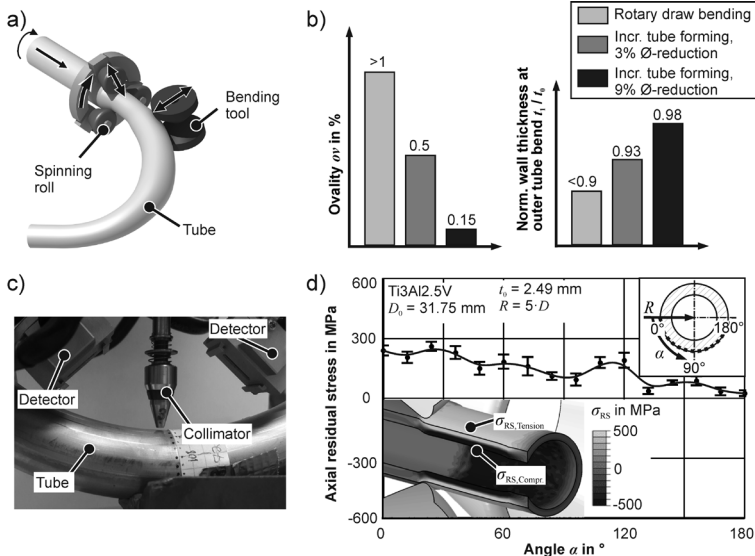 a)
Spinning
roll
Bending
tool
Tube
b)
Rotary draw bending
Incr. tube forming,
3% Ø-reduction
Incr. tube forming,
9% Ø-reduction
Ovality ov in %
>1
0.5
0.15
Norm. wall thickness at
outer tube bend t₁ / t₀
<0.9
0.93
0.98
c)
Detector
Detector
Collimator
Tube
d)
Axial residual stress in MPa
600
300
0
-300
-600
Ti3Al2.5V
t₀ = 2.49 mm
D₀ = 31.75 mm
R = 5·D
R
0°
180°
α
90°
σRS,Tension
σRS,Compr.
σRS in MPa
500
0
-500
0
60
120
180
Angle α in °